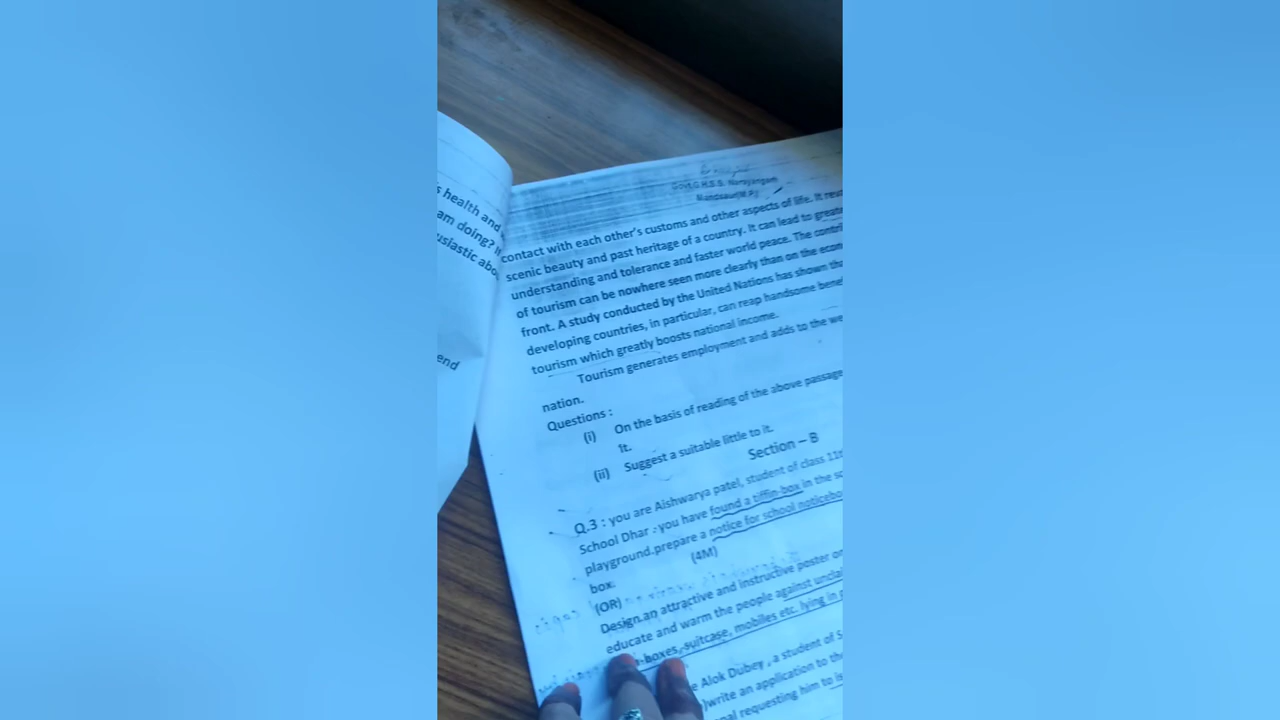 s health and
am doing?
usiastic abo
end
Govt.G.H.S.S. Narayangarh
Mandsaur(M.P.)
contact with each other's customs and other aspects of life. It
scenic beauty and past heritage of a country. It can lead to great
understanding and tolerance and faster world peace. The contri
of tourism can be nowhere seen more clearly than on the econ
front. A study conducted by the United Nations has shown tha
developing countries, in particular, can reap handsome bene
tourism which greatly boosts national income.
Tourism generates employment and adds to the we
nation.
Questions :
(i) On the basis of reading of the above passage
it.
(ii) Suggest a suitable little to it.
Section – B
Q.3 : you are Aishwarya patel, student of class 11t
School Dhar .you have found a tiffin-box in the sc
playground.prepare a notice for school noticebo
box: (4M)
(OR)
Design.an attractive and instructive poster
educate and warm the people against uncla
boxes, suitcase, mobiles etc. lying in p
e Alok Dubey , a student of S
)write an application to th
pal requesting him to is